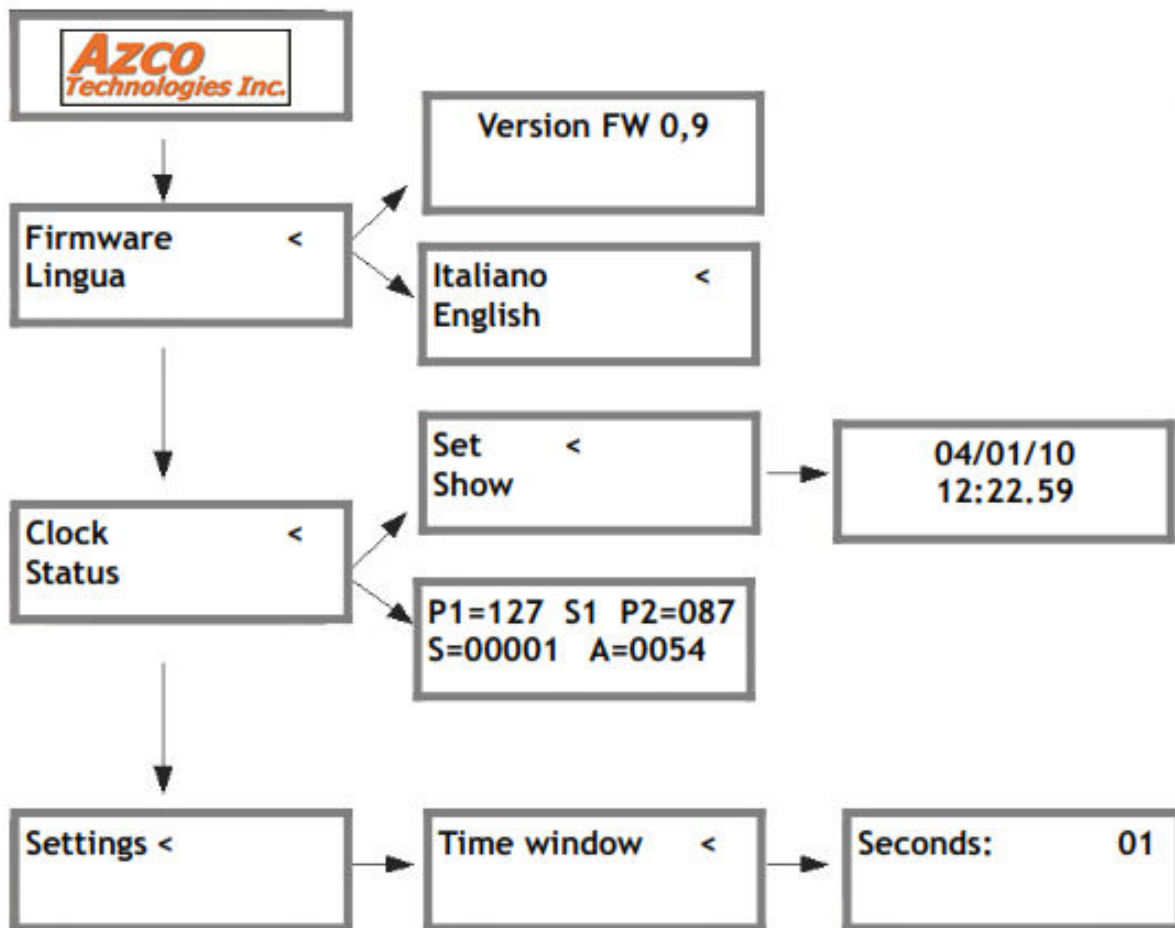 Azco
Technologies Inc.
Version FW 0,9
Firmware <
Lingua
Italiano <
English
Set <
Show
04/01/10
12:22.59
Clock <
Status
P1=127 S1 P2=087
S=00001 A=0054
Settings <
Time window <
Seconds: 01